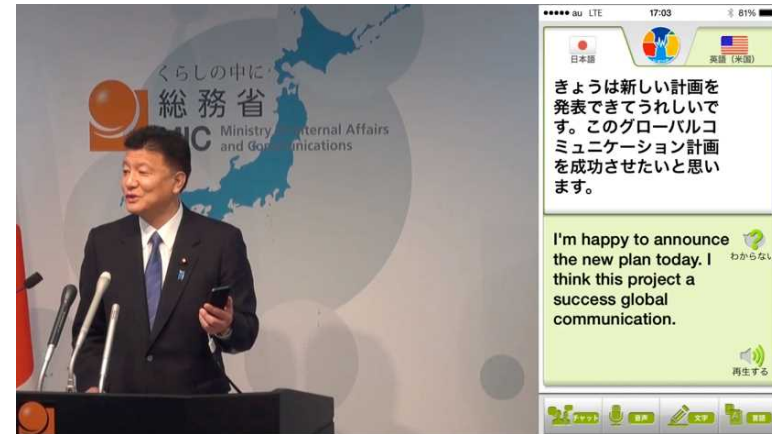 くらしの中に
総務省
MIC Ministry Internal Affairs
and Communications
au LTE 17:03 81%
日本語
英語(米国)
きょうは新しい計画を
発表できてうれしいで
す。このグローバルコ
ミュニケーション計画
を成功させたいと思い
ます。
I'm happy to announce
the new plan today. I
think this project a
success global
communication.
わからない
再生する
チャット 音声 文字 言語